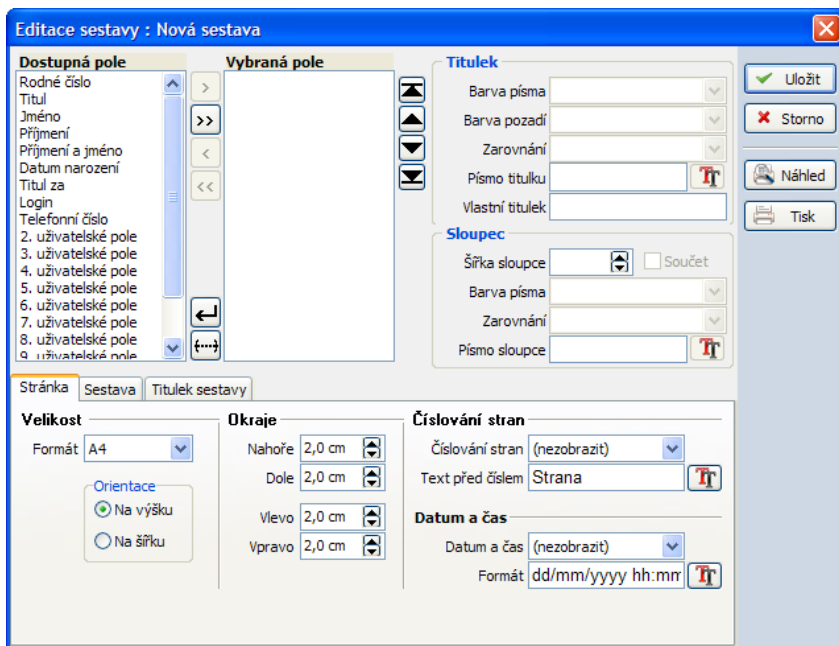 Editace sestavy : Nová sestava
Dostupná pole
Rodné číslo
Titul
Jméno
Příjmení
Příjmení a jméno
Datum narození
Titul za
Login
Telefonní číslo
2. uživatelské pole
3. uživatelské pole
4. uživatelské pole
5. uživatelské pole
6. uživatelské pole
7. uživatelské pole
8. uživatelské pole
9. uživatelské pole
>
>>
<
<<
Vybraná pole
Titulek
Barva písma
Barva pozadí
Zarovnání
Písmo titulku
Vlastní titulek
Sloupec
Šířka sloupce
Součet
Barva písma
Zarovnání
Písmo sloupce
Uložit
Storno
Náhled
Tisk
Stránka Sestava Titulek sestavy
Velikost
Formát A4
Orientace
Na výšku
Na šířku
Okraje
Nahoře 2,0 cm
Dole 2,0 cm
Vlevo 2,0 cm
Vpravo 2,0 cm
Číslování stran
Číslování stran (nezobrazit)
Text před číslem Strana
Datum a čas
Datum a čas (nezobrazit)
Formát dd/mm/yyyy hh:mm